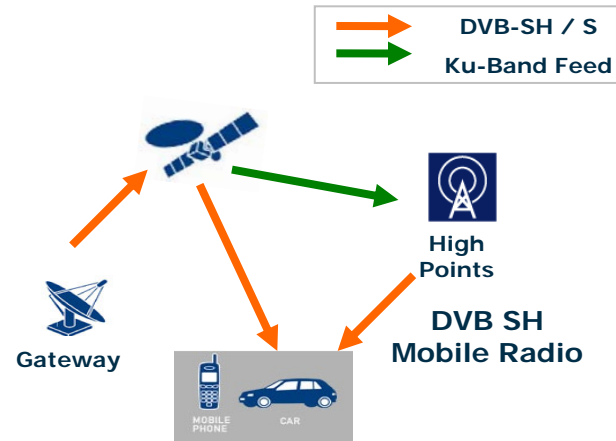 DVB-SH / S
Ku-Band Feed
High
Points
Gateway
DVB SH
Mobile Radio
MOBILE
PHONE
CAR